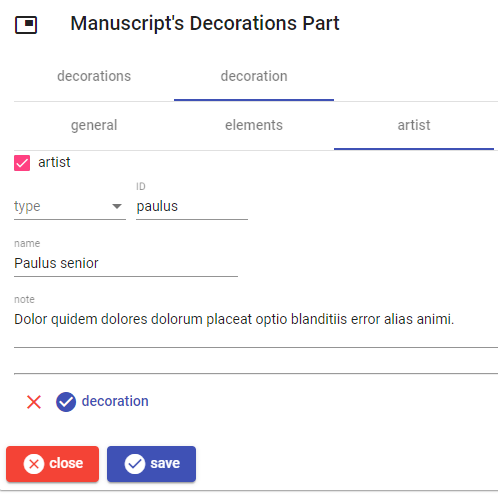 Manuscript's Decorations Part
decorations decoration
general elements artist
artist
ID
type paulus
name
Paulus senior
note
Dolor quidem dolores dolorum placeat optio blanditiis error alias animi.
decoration
close save